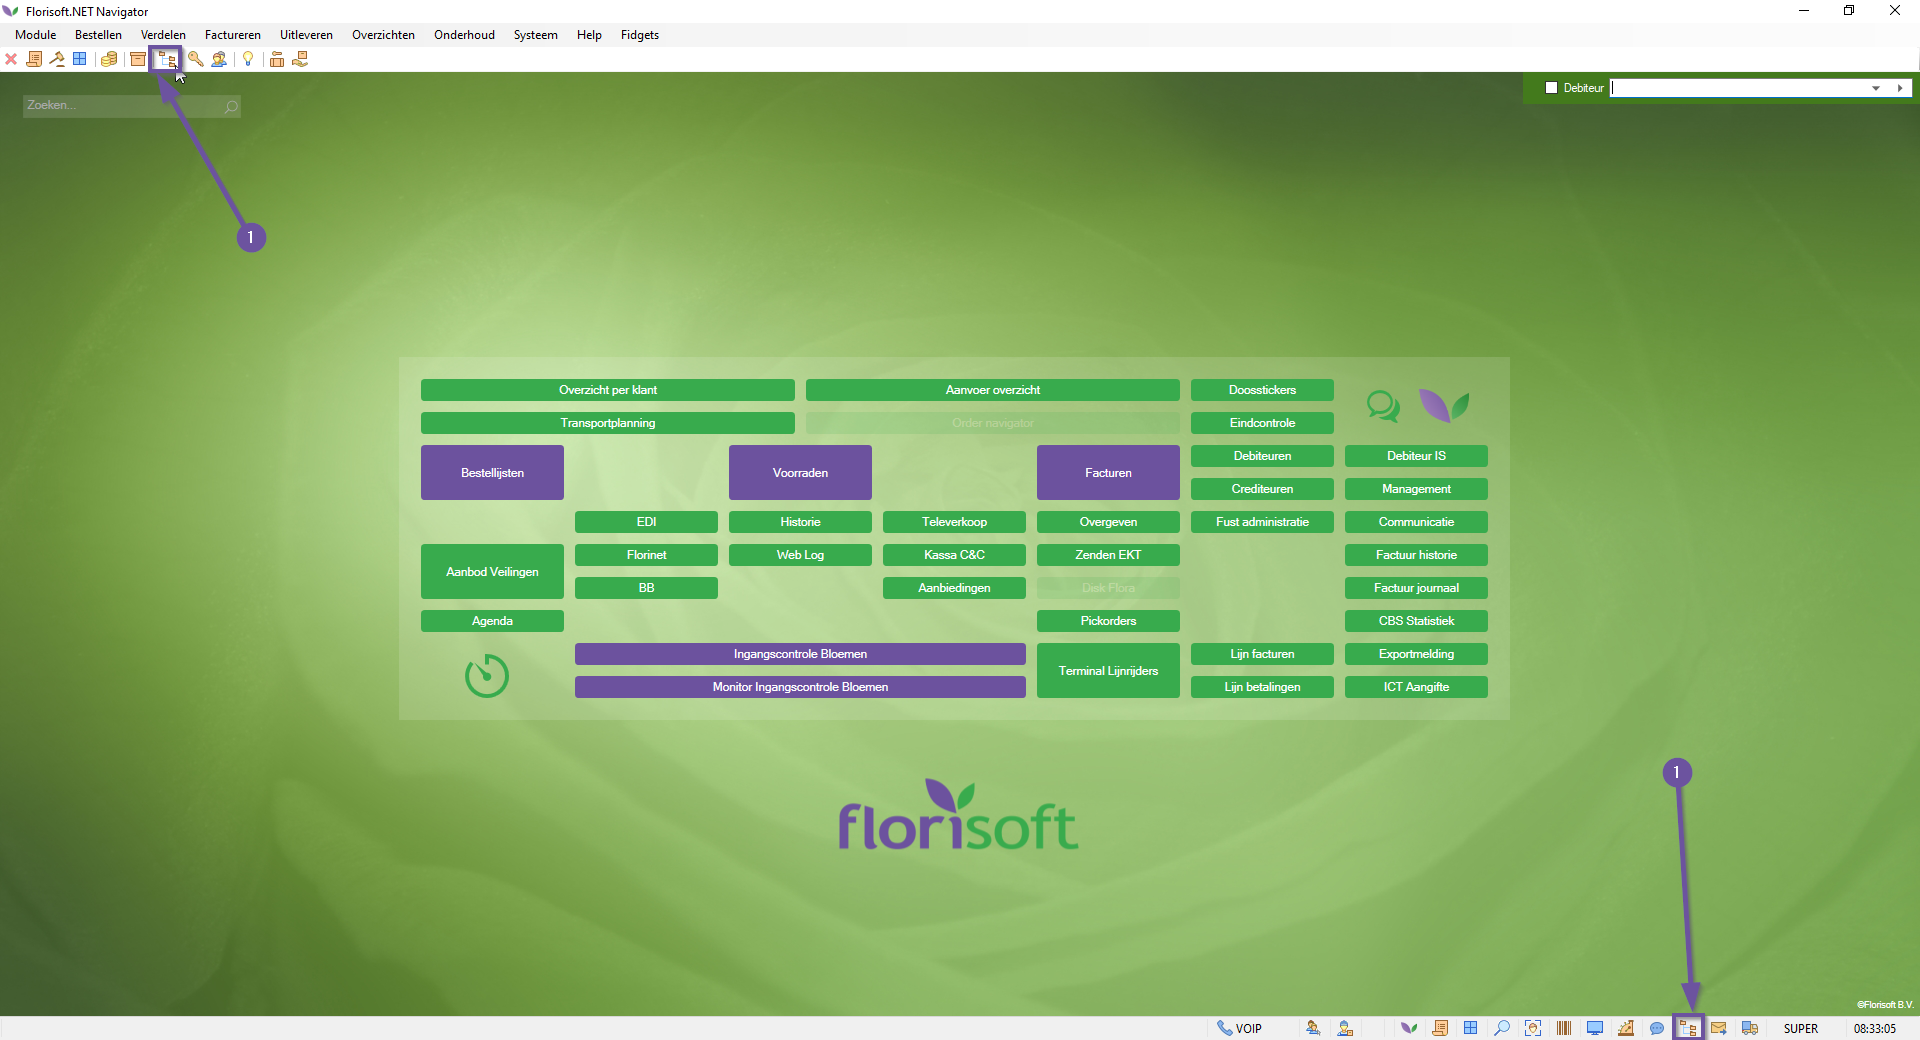 Florisoft.NET Navigator
Module Bestellen Verdelen Factureren Uitleveren Overzichten Onderhoud Systeem Help Fidgets
Zoeken...
Debiteur
1
Overzicht per klant Aanvoer overzicht Doosstickers
Transportplanning Order navigator Eindcontrole
Bestellijsten Voorraden Facturen Debiteuren Debiteur IS
Crediteuren Management
EDI Historie Televerkoop Overgeven Fust administratie Communicatie
Aanbod Veilingen Florinet Web Log Kassa C&C Zenden EKT Factuur historie
BB Aanbiedingen Disk Flora Factuur journaal
Agenda Pickorders CBS Statistiek
Ingangscontrole Bloemen Terminal Lijnrijders Lijn facturen Exportmelding
Monitor Ingangscontrole Bloemen Lijn betalingen ICT Aangifte
1
florisoft
©Florisoft B.V.
VOIP SUPER 08:33:05